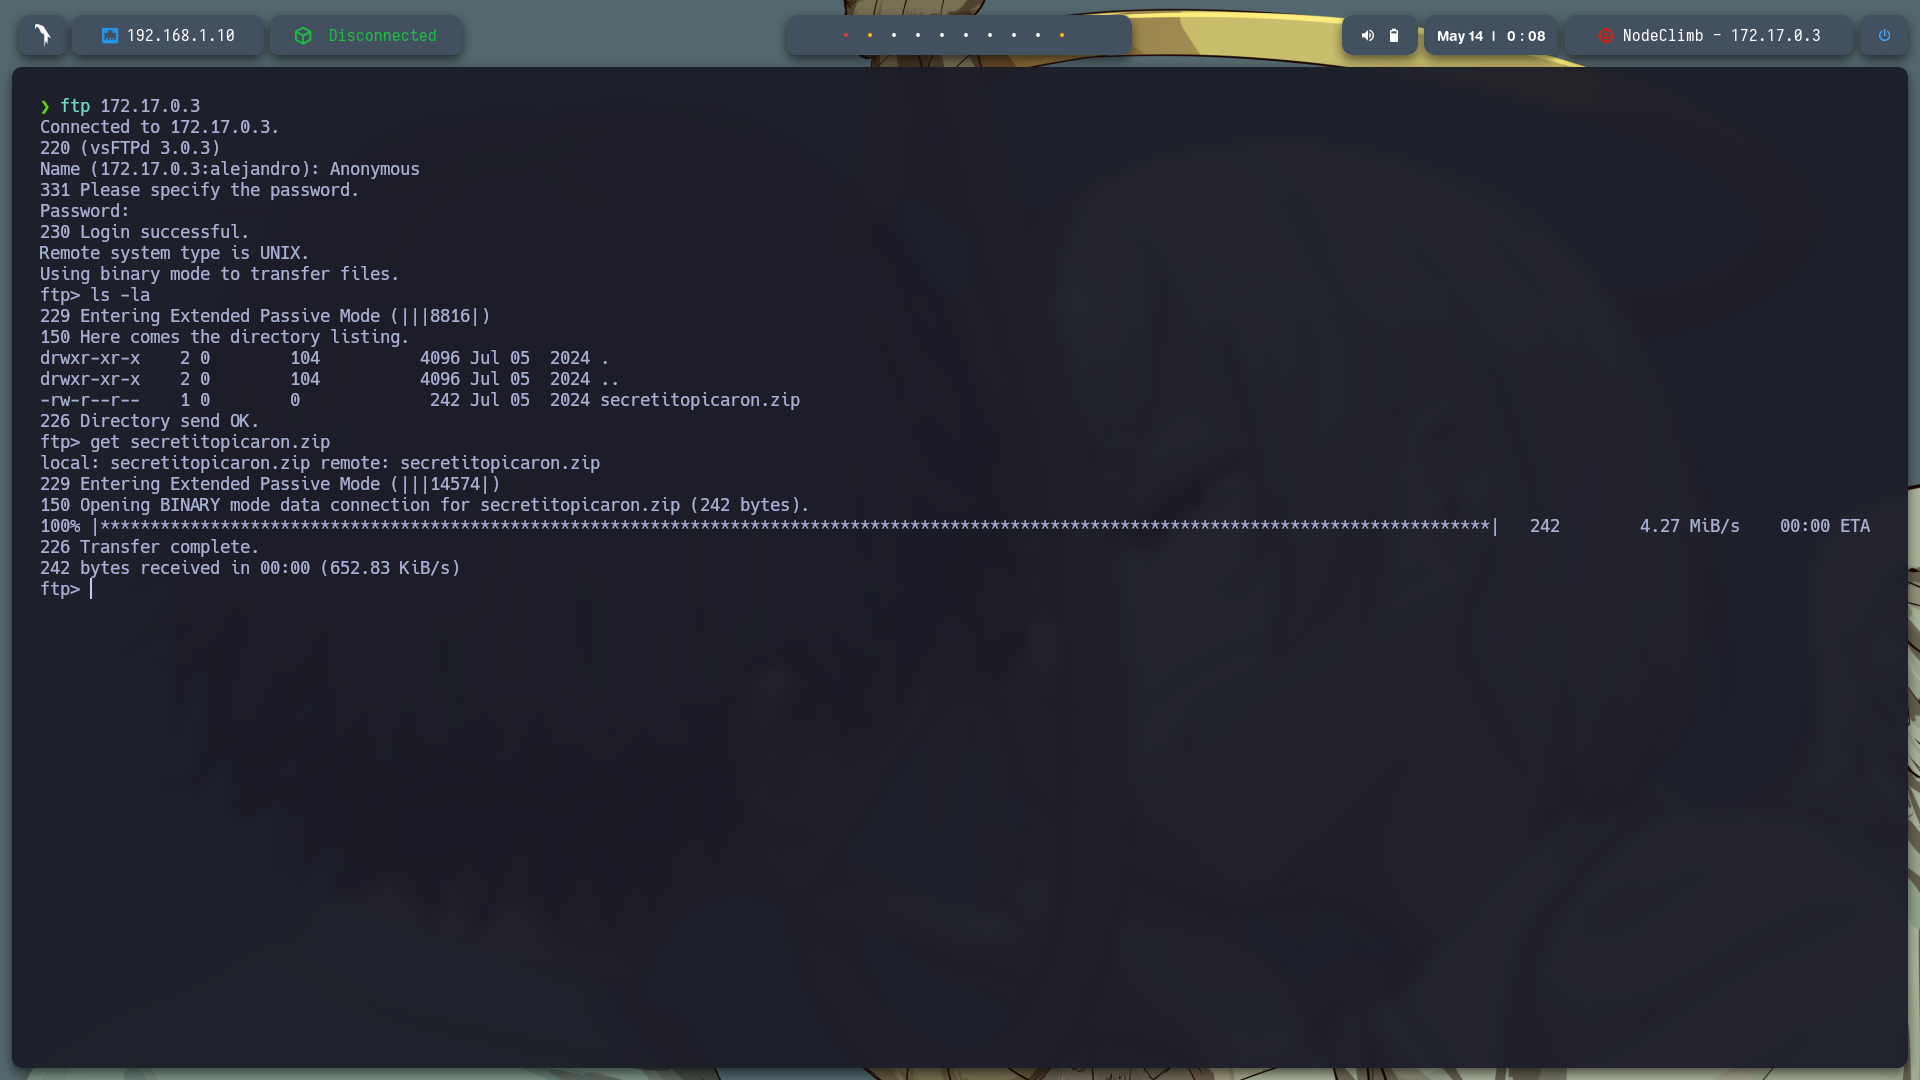 192.168.1.10
Disconnected
May 14 | 0 : 08
NodeClimb - 172.17.0.3
❯ ftp 172.17.0.3
Connected to 172.17.0.3.
220 (vsFTPd 3.0.3)
Name (172.17.0.3:alejandro): Anonymous
331 Please specify the password.
Password:
230 Login successful.
Remote system type is UNIX.
Using binary mode to transfer files.
ftp> ls -la
229 Entering Extended Passive Mode (|||8816|)
150 Here comes the directory listing.
drwxr-xr-x    2 0        104          4096 Jul 05  2024 .
drwxr-xr-x    2 0        104          4096 Jul 05  2024 ..
-rw-r--r--    1 0        0             242 Jul 05  2024 secretitopicaron.zip
226 Directory send OK.
ftp> get secretitopicaron.zip
local: secretitopicaron.zip remote: secretitopicaron.zip
229 Entering Extended Passive Mode (|||14574|)
150 Opening BINARY mode data connection for secretitopicaron.zip (242 bytes).
100% |*******************************************************************************************************************************************|   242        4.27 MiB/s    00:00 ETA
226 Transfer complete.
242 bytes received in 00:00 (652.83 KiB/s)
ftp>